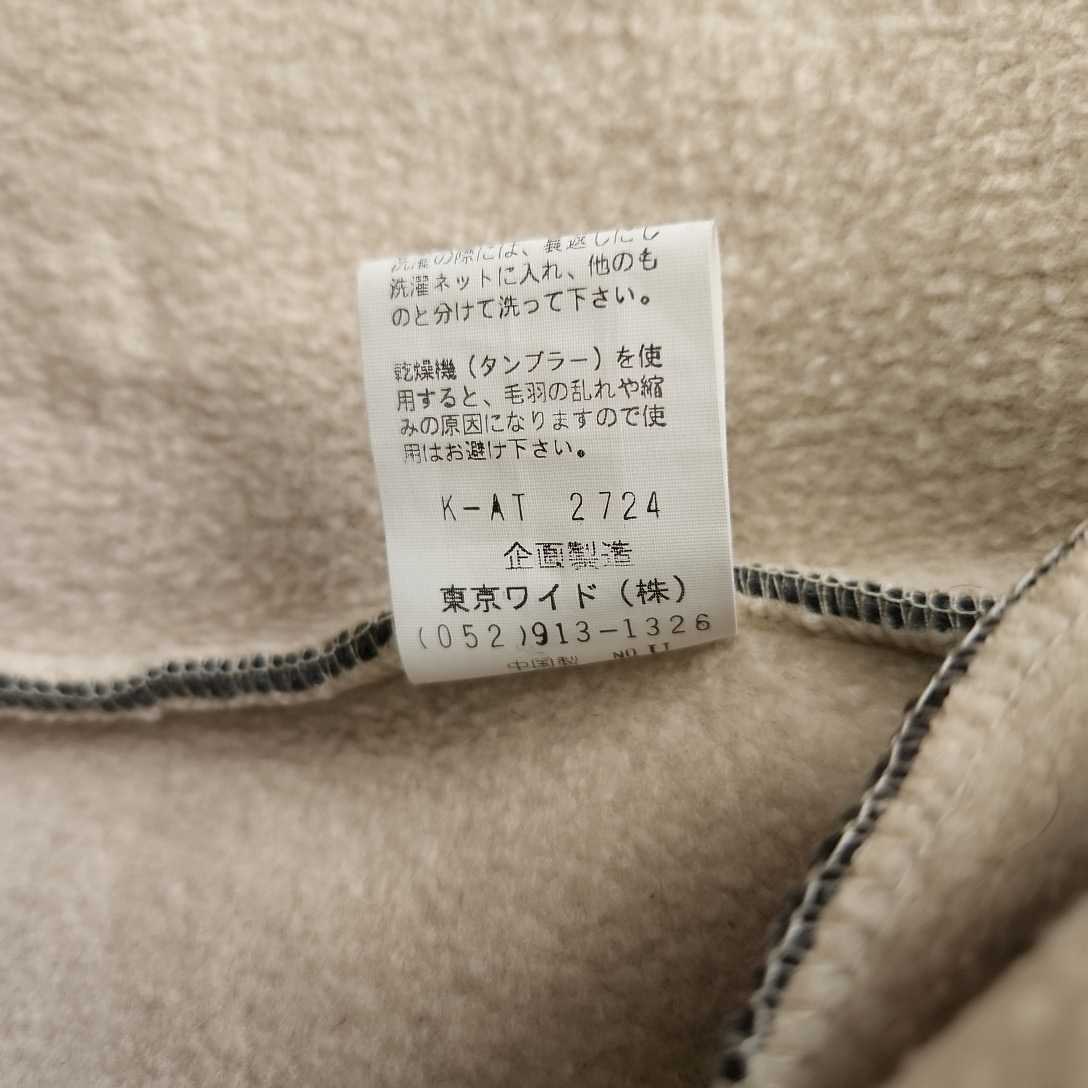 洗濯の際には、裏返しにし
洗濯ネットに入れ、他のも
のと分けて洗って下さい。
乾燥機（タンブラー）を使
用すると、毛羽の乱れや縮
みの原因になりますので使
用はお避け下さい。
K-AT 2724
企画製造
東京ワイド（株）
(052)913-1326
中国製 NO